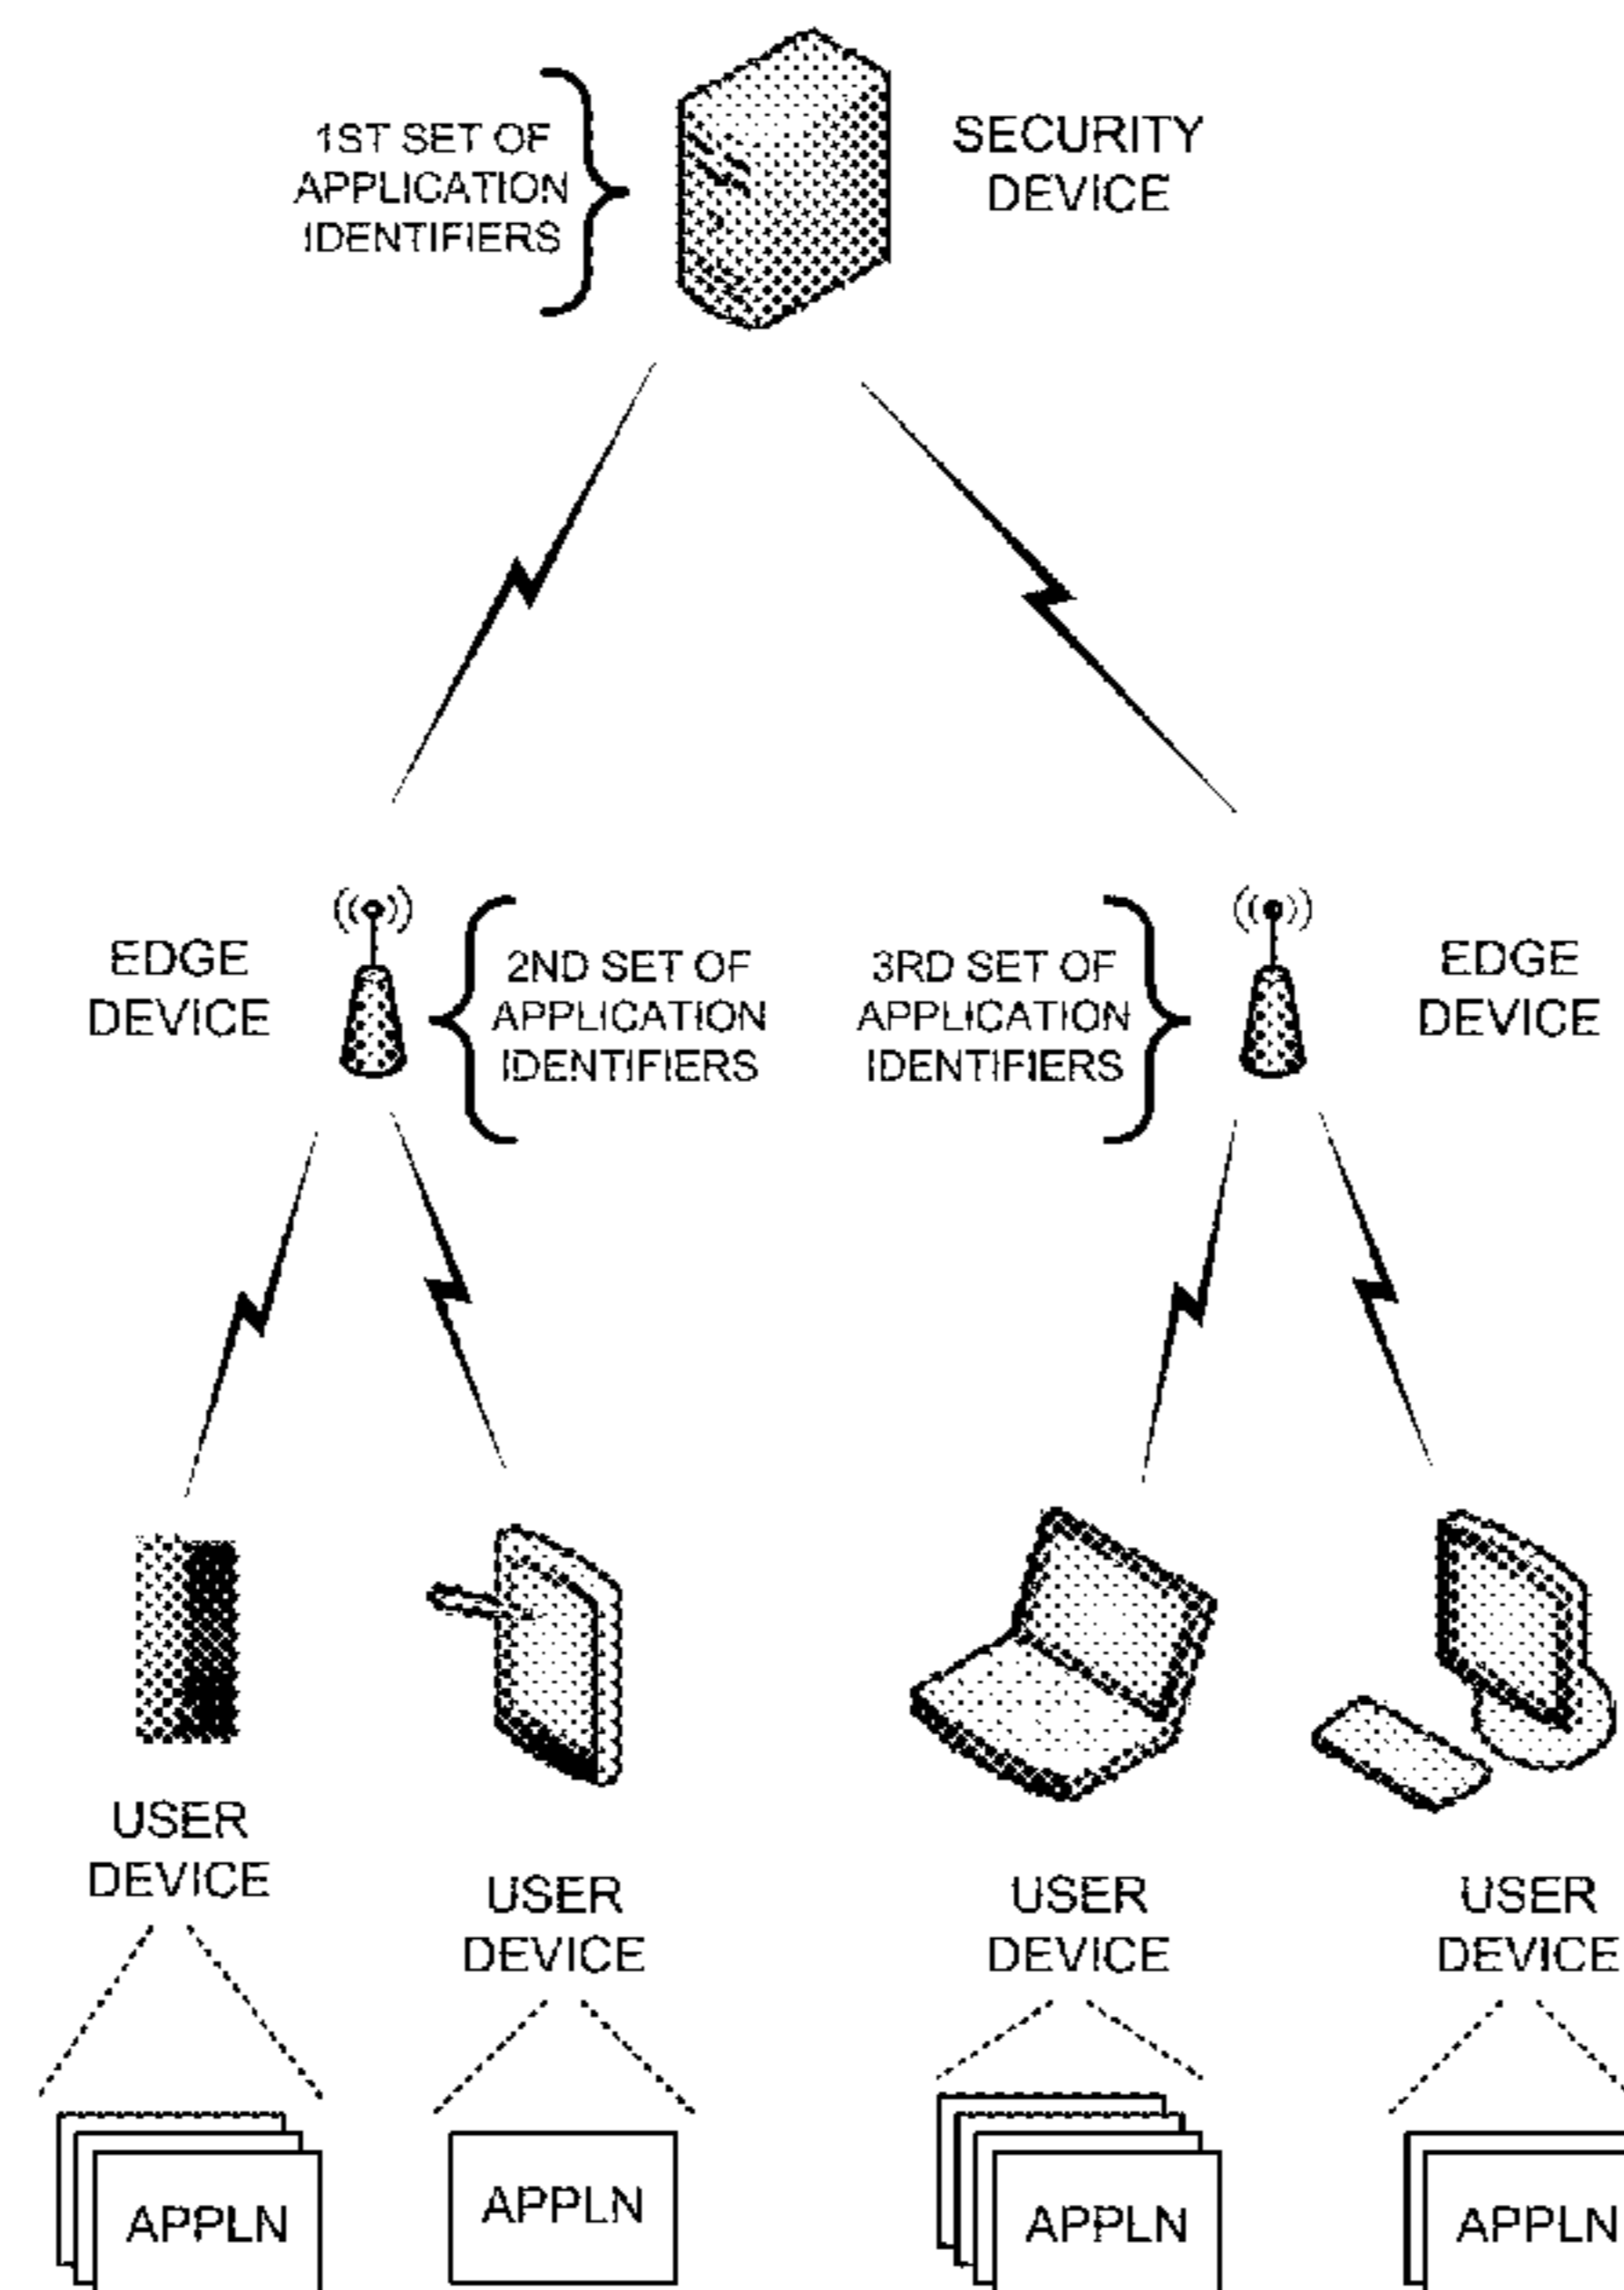 1ST SET OF
APPLICATION
IDENTIFIERS
SECURITY
DEVICE
EDGE
DEVICE
2ND SET OF
APPLICATION
IDENTIFIERS
3RD SET OF
APPLICATION
IDENTIFIERS
EDGE
DEVICE
USER
DEVICE
USER
DEVICE
USER
DEVICE
USER
DEVICE
APPLN
APPLN
APPLN
APPLN